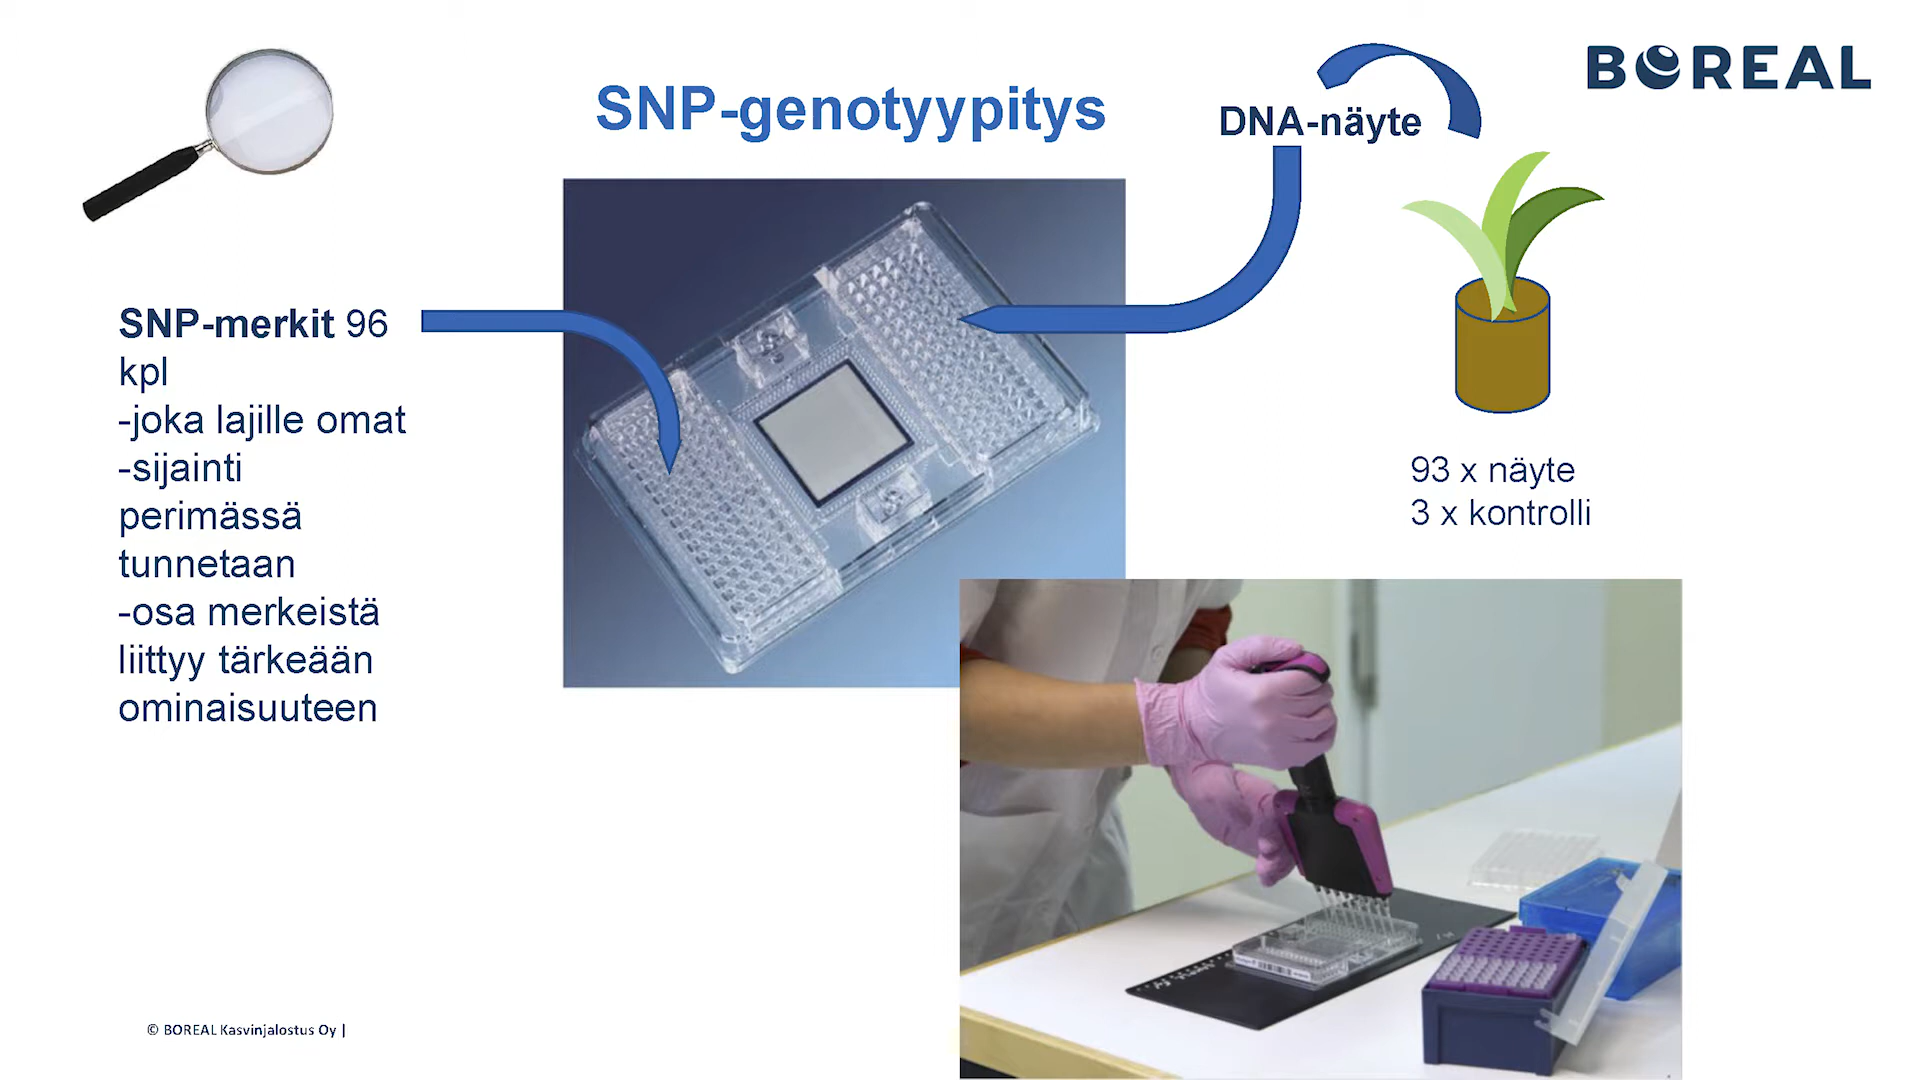 BOREAL
SNP-genotyypitys
DNA-näyte
SNP-merkit 96
kpl
-joka lajille omat
-sijainti
perimässä
tunnetaan
-osa merkeistä
liittyy tärkeään
ominaisuuteen
93 x näyte
3 x kontrolli
© BOREAL Kasvinjalostus Oy |